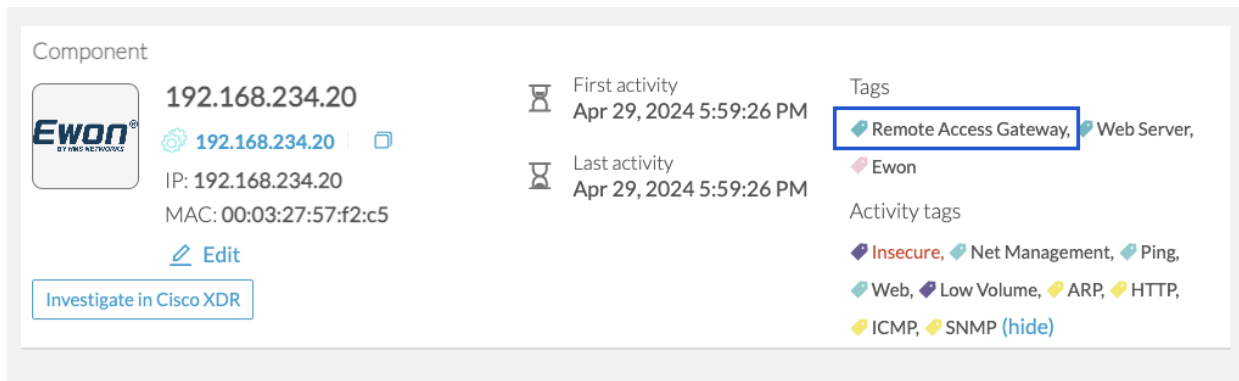 Component
Ewon®
BY HMS NETWORKS
192.168.234.20
192.168.234.20
IP: 192.168.234.20
MAC: 00:03:27:57:f2:c5
Edit
Investigate in Cisco XDR
First activity
Apr 29, 2024 5:59:26 PM
Last activity
Apr 29, 2024 5:59:26 PM
Tags
Remote Access Gateway, Web Server,
Ewon
Activity tags
Insecure, Net Management, Ping,
Web, Low Volume, ARP, HTTP,
ICMP, SNMP (hide)